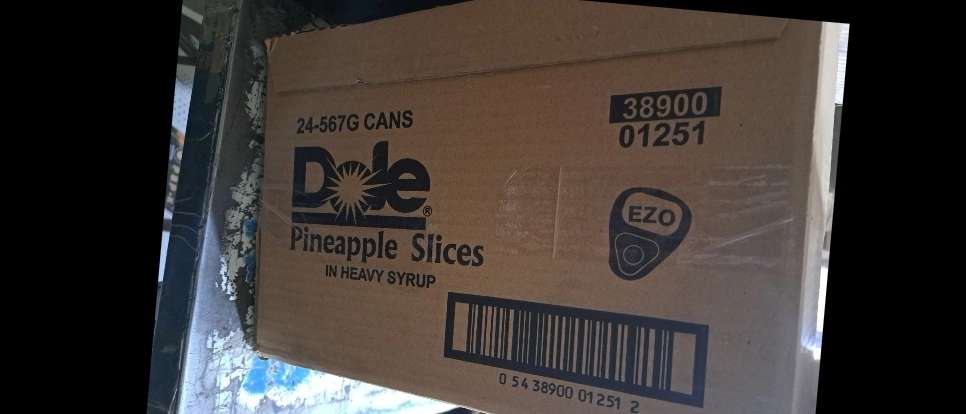 24-567G CANS
Dole®
Pineapple Slices
IN HEAVY SYRUP
38900
01251
EZO
0 54 38900 01251 2